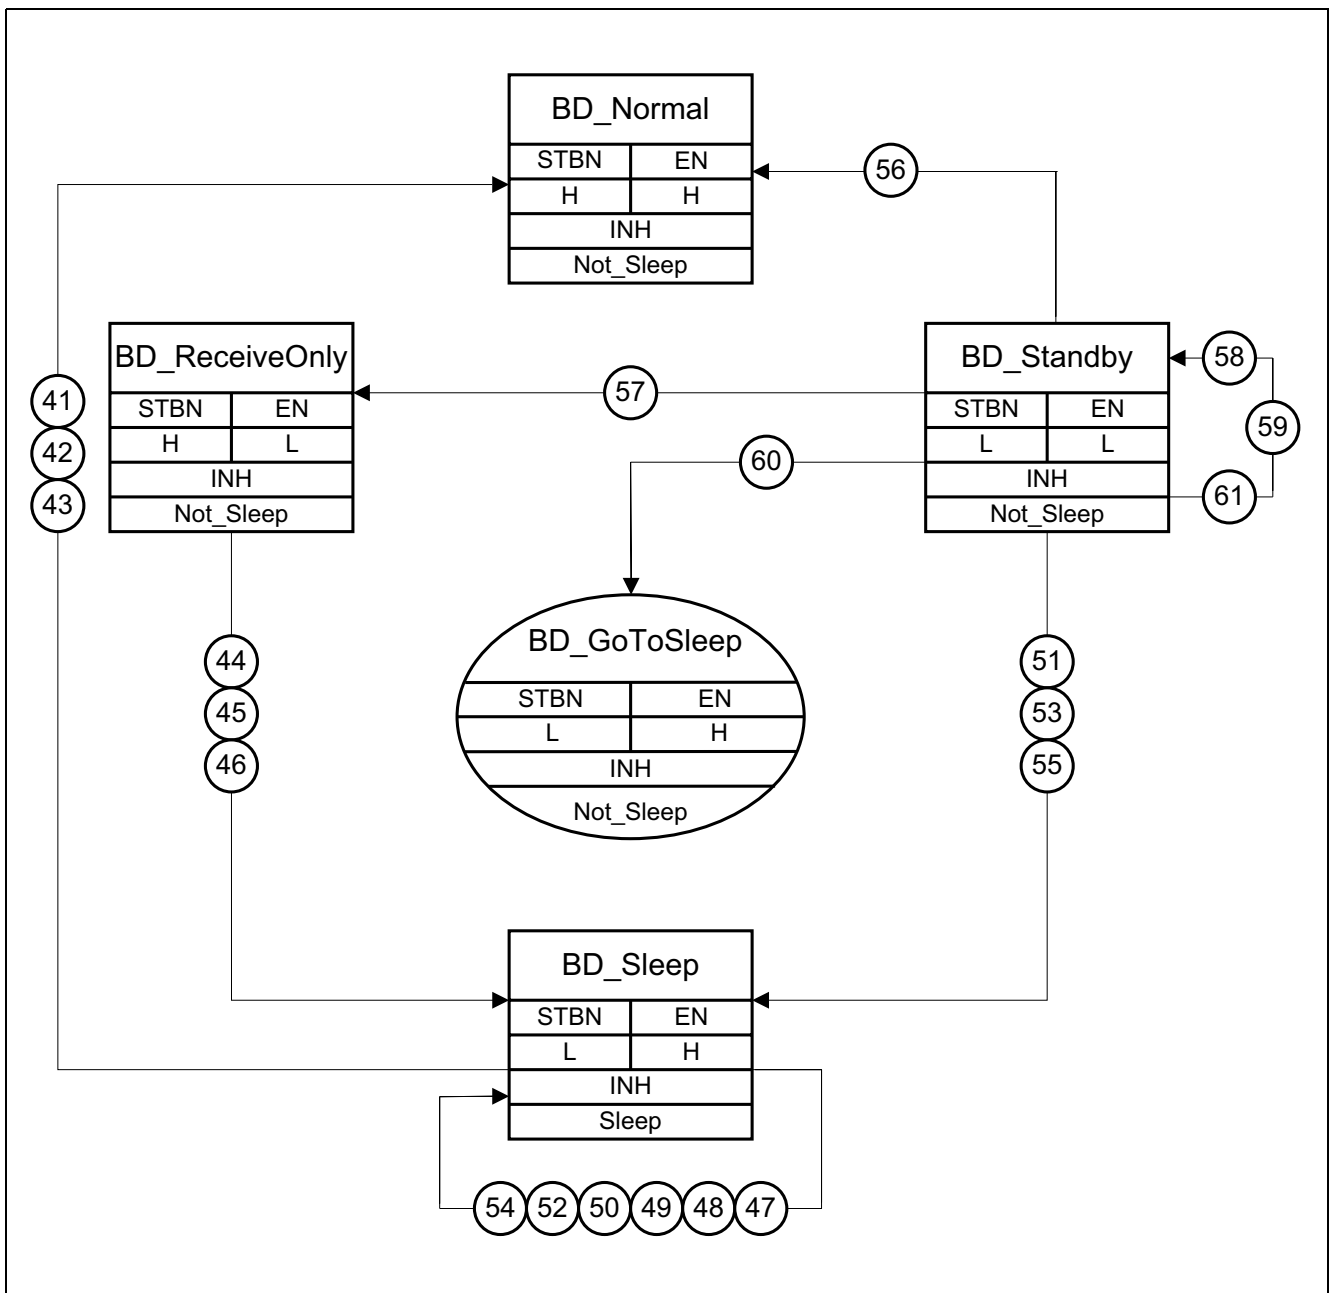 BD_Normal
STBN EN
H H
INH
Not_Sleep
56
BD_ReceiveOnly
STBN EN
H L
INH
Not_Sleep
57
BD_Standby
STBN EN
L L
INH
Not_Sleep
58
59
61
60
41
42
43
44
45
46
BD_GoToSleep
STBN EN
L H
INH
Not_Sleep
51
53
55
BD_Sleep
STBN EN
L H
INH
Sleep
54 52 50 49 48 47